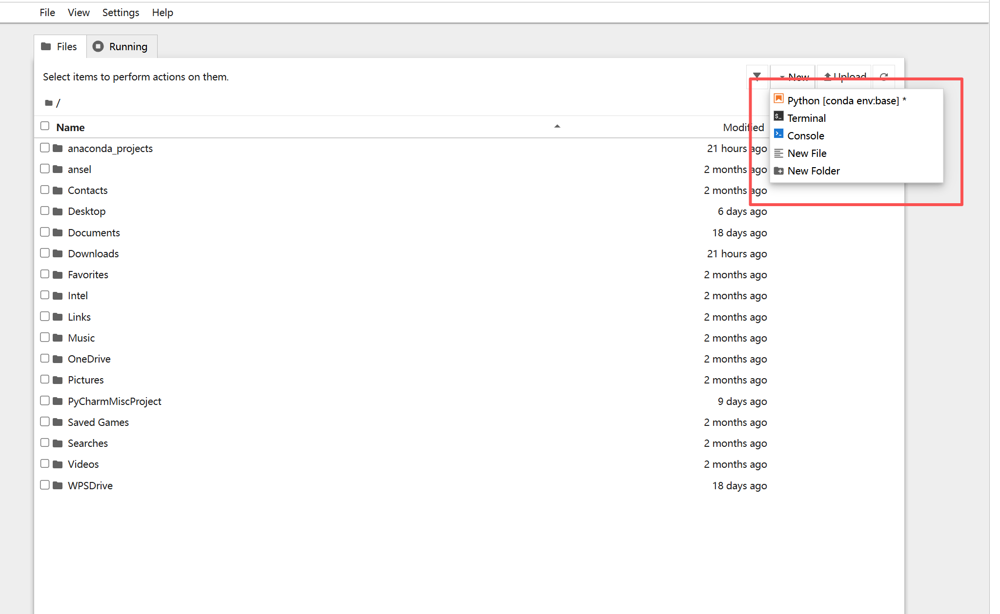 File View Settings Help
Files Running
Select items to perform actions on them.
New Upload
/
Python [conda env:base] *
Terminal
Console
New File
New Folder
Name Modified
anaconda_projects 21 hours ago
ansel 2 months ago
Contacts 2 months ago
Desktop 6 days ago
Documents 18 days ago
Downloads 21 hours ago
Favorites 2 months ago
Intel 2 months ago
Links 2 months ago
Music 2 months ago
OneDrive 2 months ago
Pictures 2 months ago
PyCharmMiscProject 9 days ago
Saved Games 2 months ago
Searches 2 months ago
Videos 2 months ago
WPSDrive 18 days ago